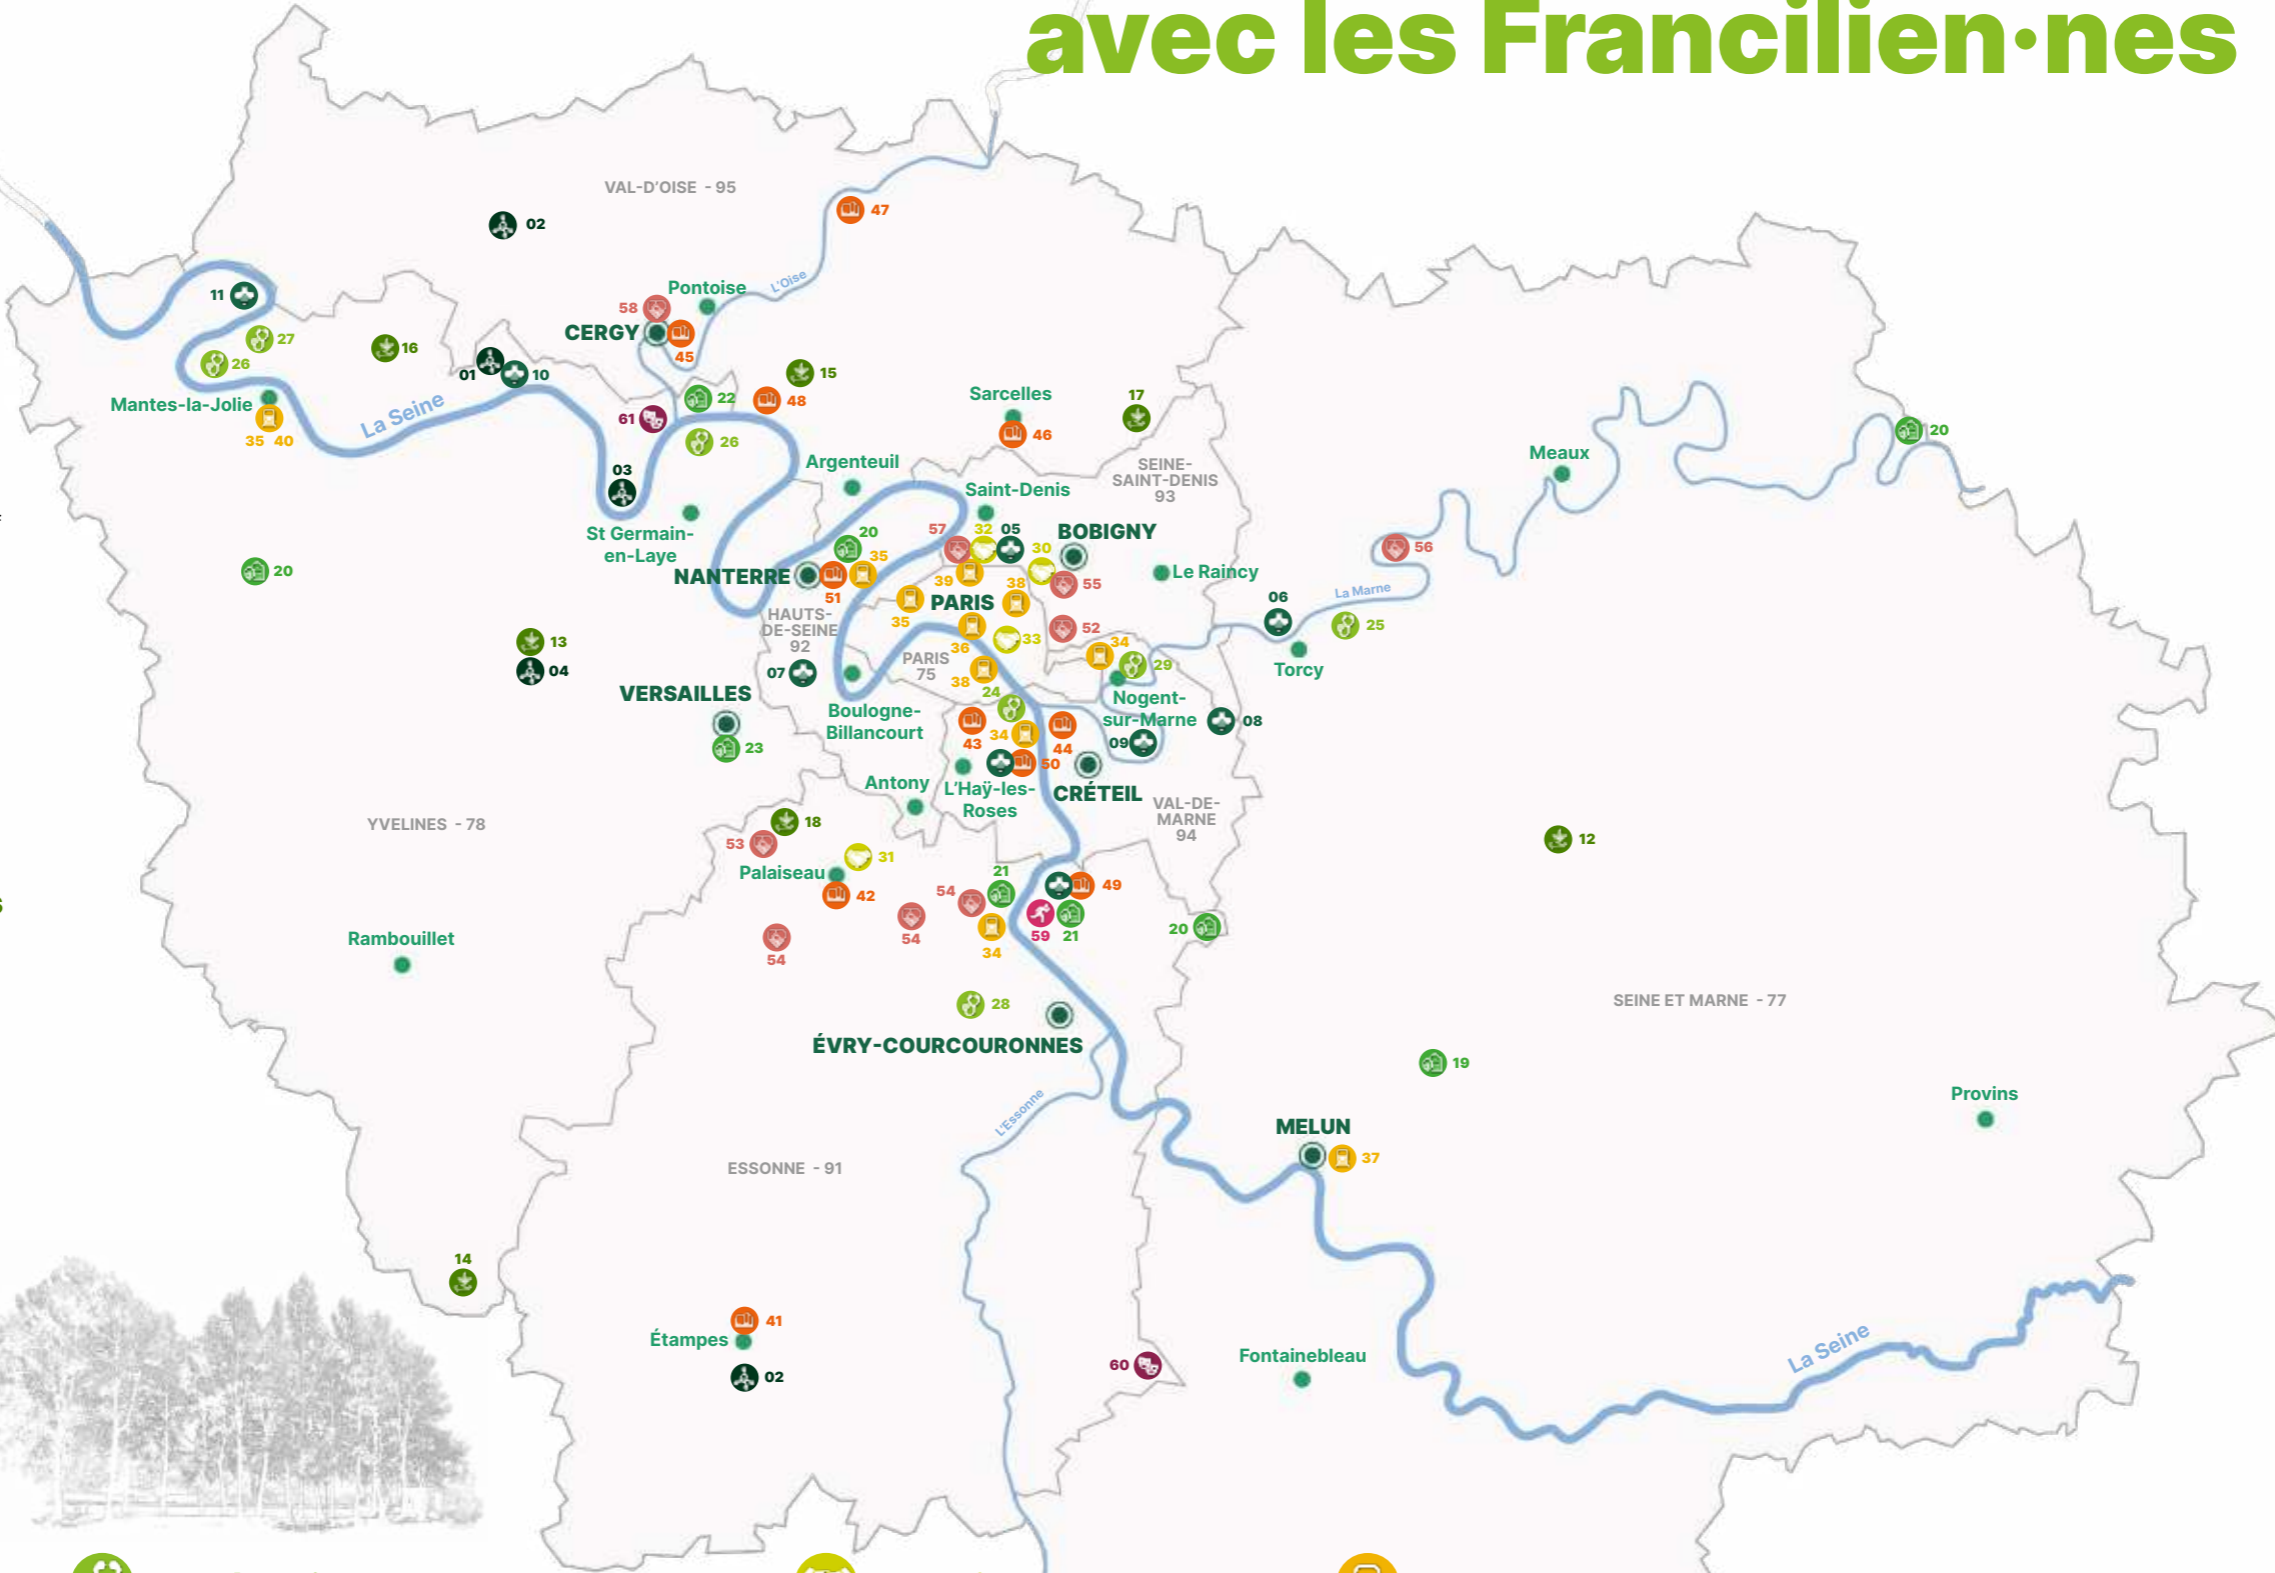 avec les Francilien·nes
VAL-D'OISE - 95
47
02
L'Oise
Pontoise
11
58
CERGY
45
27
26
16
01
10
15
22
48
Mantes-la-Jolie
35 40
La Seine
61
26
Sarcelles
46
17
20
Meaux
03
Argenteuil
SEINE-
SAINT-DENIS
93
Saint-Denis
St Germain-
en-Laye
57
32
05
BOBIGNY
20
35
30
56
20
NANTERRE
51
39
38
55
Le Raincy
La Marne
PARIS
35
06
25
HAUTS-
DE-SEINE
92
52
36
33
34
13
04
07
PARIS
75
38
29
Torcy
VERSAILLES
24
Nogent-
sur-Marne
08
Boulogne-
Billancourt
43
34
44
09
23
50
Antony
L'Haÿ-les-
Roses
CRÉTEIL
VAL-DE-
MARNE
94
YVELINES - 78
18
53
31
12
Palaiseau
42
21
54
49
54
34
59
21
20
54
Rambouillet
28
SEINE ET MARNE - 77
ÉVRY-COURCOURONNES
19
L'Essonne
Provins
MELUN
37
ESSONNE - 91
14
41
Étampes
02
60
Fontainebleau
La Seine